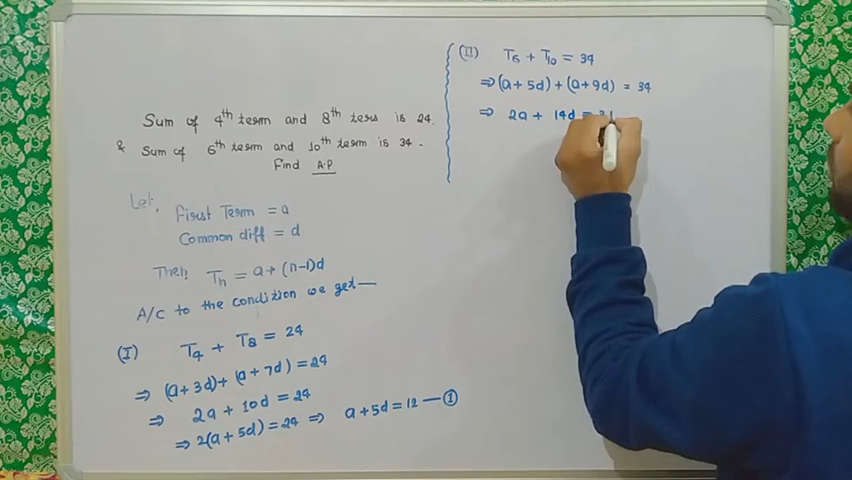 Sum of 4th term and 8th ters is 24.
& Sum of 6th term and 10th term is 34.
Find A.P
Let, First Term = a
Common diff = d
Then, Tn = a+(n-1)d
A/C to the condition we get—
(I) T4 + T8 = 24
⇒ (a+3d)+(a+7d) = 24
⇒ 2a + 10d = 24
⇒ 2(a+5d) = 24 ⇒ a+5d = 12 — ①
(II) T6 + T10 = 34
⇒ (a+5d)+(a+9d) = 34
⇒ 2a + 14d = 3